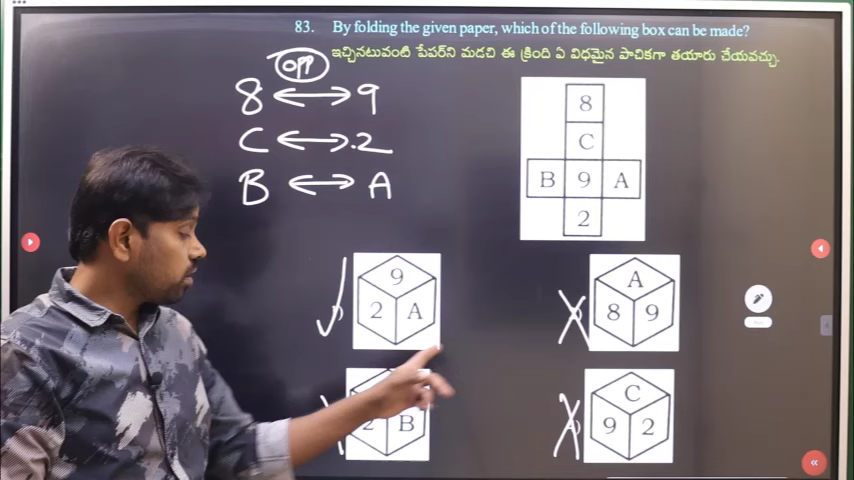 83. By folding the given paper, which of the following box can be made?
ఇచ్చినటువంటి పేపర్‌ని మడచి ఈ క్రింది ఏ విధమైన పాచికగా తయారు చేయవచ్చు.
opp
8 ⟷ 9
C ⟷ 2
B ⟷ A
8
C
B 9 A
2
9
2 A
A
8 9
2 B
C
9 2